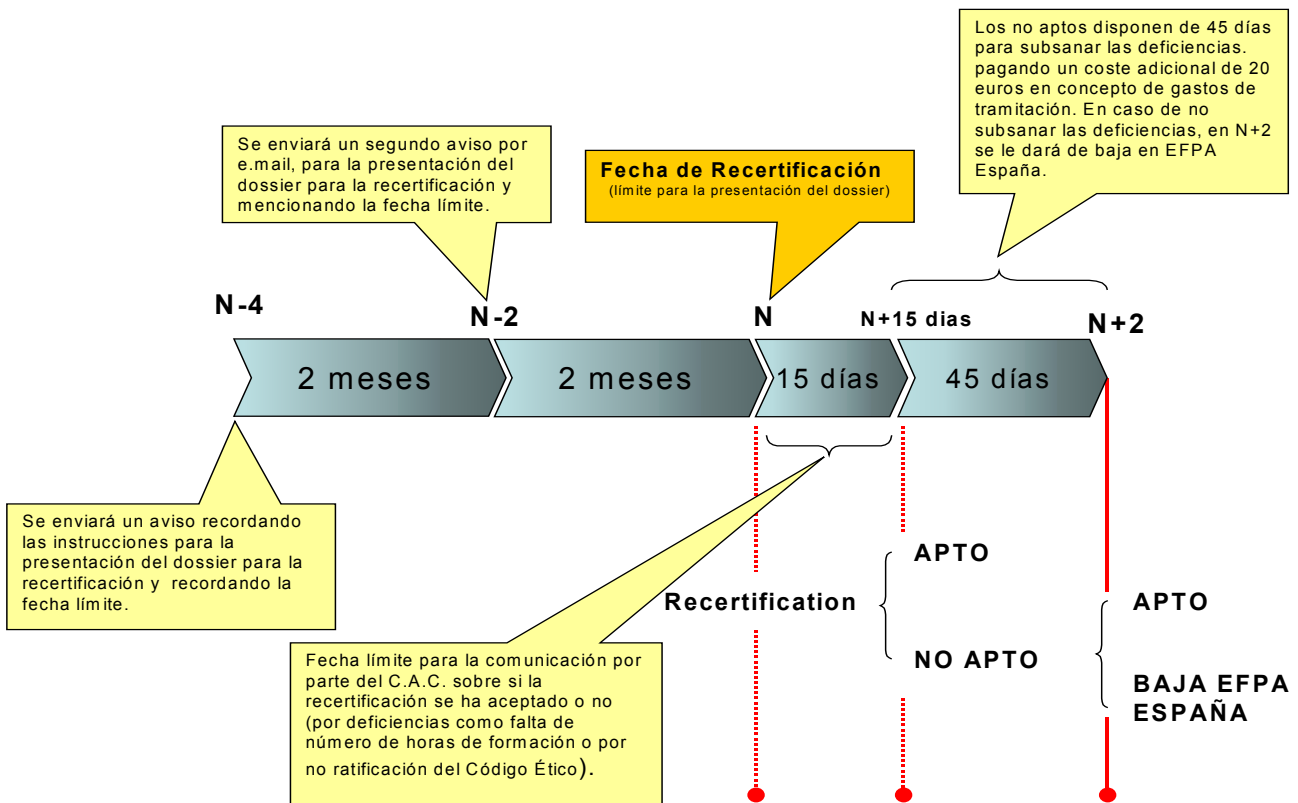 Los no aptos disponen de 45 días
para subsanar las deficiencias.
pagando un coste adicional de 20
euros en concepto de gastos de
tramitación. En caso de no
subsanar las deficiencias, en N+2
se le dará de baja en EFPA
España.
Se enviará un segundo aviso por
e.mail, para la presentación del
dossier para la recertificación y
mencionando la fecha límite.
Fecha de Recertificación
(límite para la presentación del dossier)
N-4
N-2
N
N+15 dias
N+2
2 meses
2 meses
15 días
45 días
Se enviará un aviso recordando
las instrucciones para la
presentación del dossier para la
recertificación y recordando la
fecha límite.
Recertification
APTO
NO APTO
APTO
BAJA EFPA
ESPAÑA
Fecha límite para la comunicación por
parte del C.A.C. sobre si la
recertificación se ha aceptado o no
(por deficiencias como falta de
número de horas de formación o por
no ratificación del Código Ético).